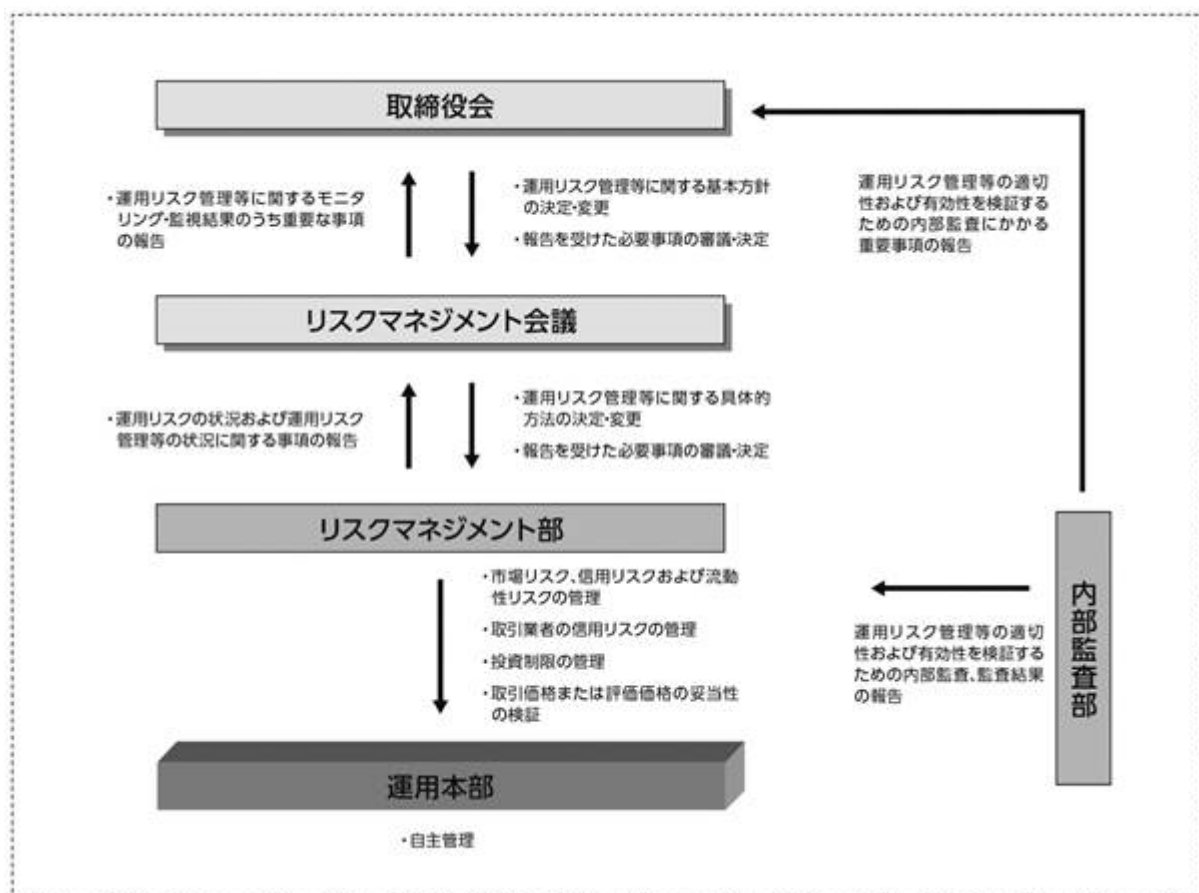 取締役会
・運用リスク管理等に関するモニタ
リング・監視結果のうち重要な事項
の報告
・運用リスク管理等に関する基本方針
の決定・変更
・報告を受けた必要事項の審議・決定
運用リスク管理等の適切
性および有効性を検証する
ための内部監査にかかる
重要事項の報告
リスクマネジメント会議
・運用リスクの状況および運用リスク
管理等の状況に関する事項の報告
・運用リスク管理等に関する具体的
方法の決定・変更
・報告を受けた必要事項の審議・決定
リスクマネジメント部
・市場リスク、信用リスクおよび流動
性リスクの管理
・取引業者の信用リスクの管理
・投資制限の管理
・取引価格または評価価格の妥当性
の検証
運用リスク管理等の適切
性および有効性を検証する
ための内部監査、監査結果
の報告
内部監査部
運用本部
・自主管理